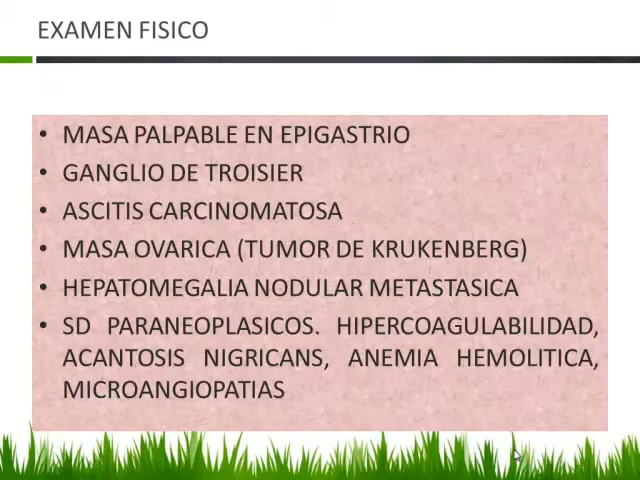 EXAMEN FISICO
• MASA PALPABLE EN EPIGASTRIO
• GANGLIO DE TROISIER
• ASCITIS CARCINOMATOSA
• MASA OVARICA (TUMOR DE KRUKENBERG)
• HEPATOMEGALIA NODULAR METASTASICA
• SD PARANEOPLASICOS. HIPERCOAGULABILIDAD,
ACANTOSIS NIGRICANS, ANEMIA HEMOLITICA,
MICROANGIOPATIAS